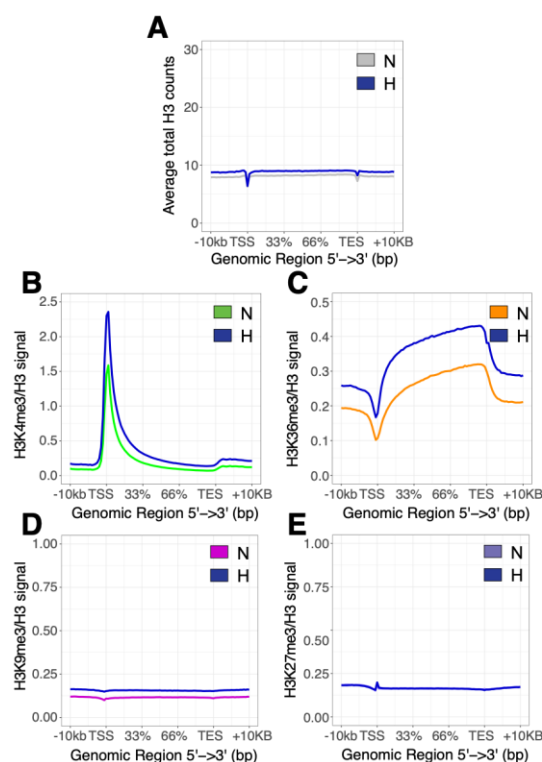 A
Average total H3 counts
30
20
10
0
N
H
-10kb TSS 33% 66% TES +10KB
Genomic Region 5'->3' (bp)
B
H3K4me3/H3 signal
2.5
2.0
1.5
1.0
0.5
0.0
N
H
-10kb TSS 33% 66% TES +10KB
Genomic Region 5'->3' (bp)
C
H3K36me3/H3 signal
0.5
0.4
0.3
0.2
0.1
0.0
N
H
-10kb TSS 33% 66% TES +10KB
Genomic Region 5'->3' (bp)
D
H3K9me3/H3 signal
1.00
0.75
0.50
0.25
0.00
N
H
-10kb TSS 33% 66% TES +10KB
Genomic Region 5'->3' (bp)
E
H3K27me3/H3 signal
1.00
0.75
0.50
0.25
0.00
N
H
-10kb TSS 33% 66% TES +10KB
Genomic Region 5'->3' (bp)